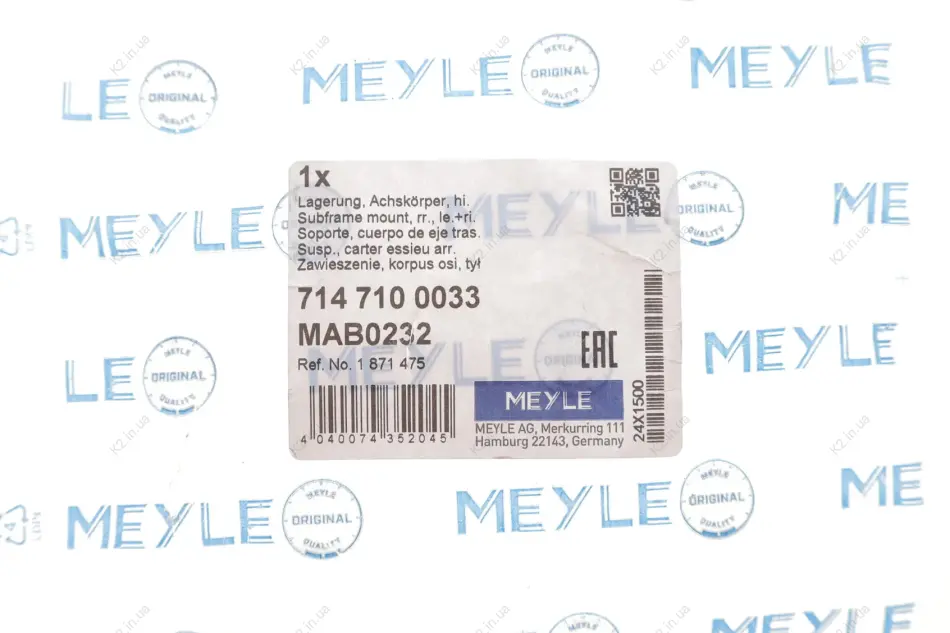 MEYLE
ORIGINAL
QUALITY
K2.in.ua
1x
Lagerung, Achskörper, hi.
Subframe mount, rr., le.+ri.
Soporte, cuerpo de eje tras.
Susp., carter essieu arr.
Zawieszenie, korpus osi, tył
714 710 0033
MAB0232
Ref. No. 1 871 475
4 040074 352045
EAC
MEYLE
MEYLE AG, Merkurring 111
Hamburg 22143, Germany
24X1500